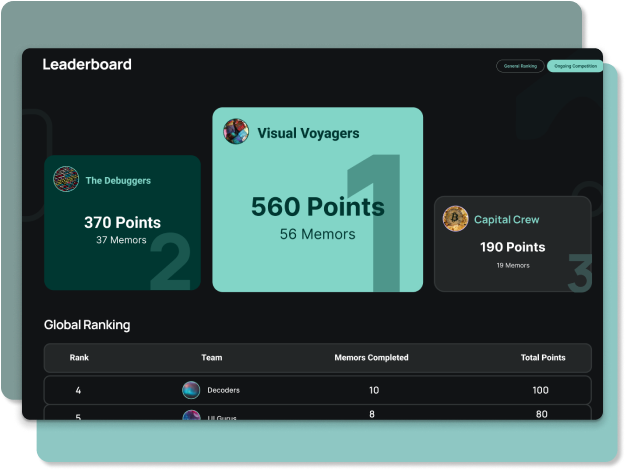 Leaderboard
General Ranking
Ongoing Competition
Visual Voyagers
1
560 Points
56 Memors
The Debuggers
370 Points
37 Memors
2
Capital Crew
190 Points
19 Memors
3
Global Ranking
Rank Team Memors Completed Total Points
4 Decoders 10 100
5 UI Gurus 8 80